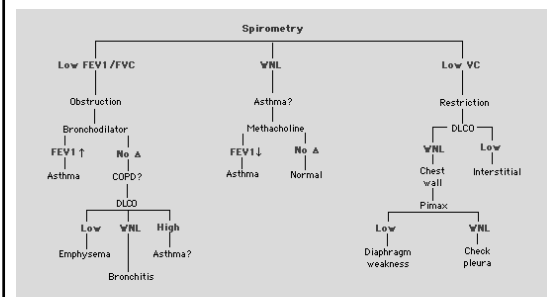 Spirometry
Low FEV1/FVC WNL Low VC
Obstruction Asthma? Restriction
Bronchodilator Methacholine DLCO
FEV1↑ No Δ FEV1↓ No Δ WNL Low
Asthma COPD? Asthma Normal Chest wall Interstitial
DLCO Pimax
Low WNL High Low WNL
Emphysema Asthma? Diaphragm weakness Check pleura
Bronchitis